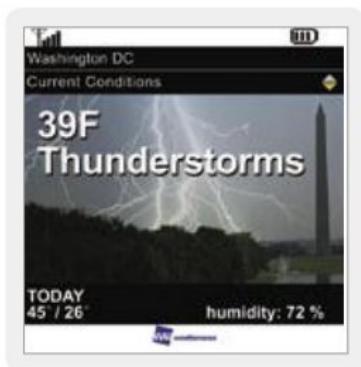 Washington DC
Current Conditions
39F
Thunderstorms
TODAY
45° / 26°
humidity: 72 %